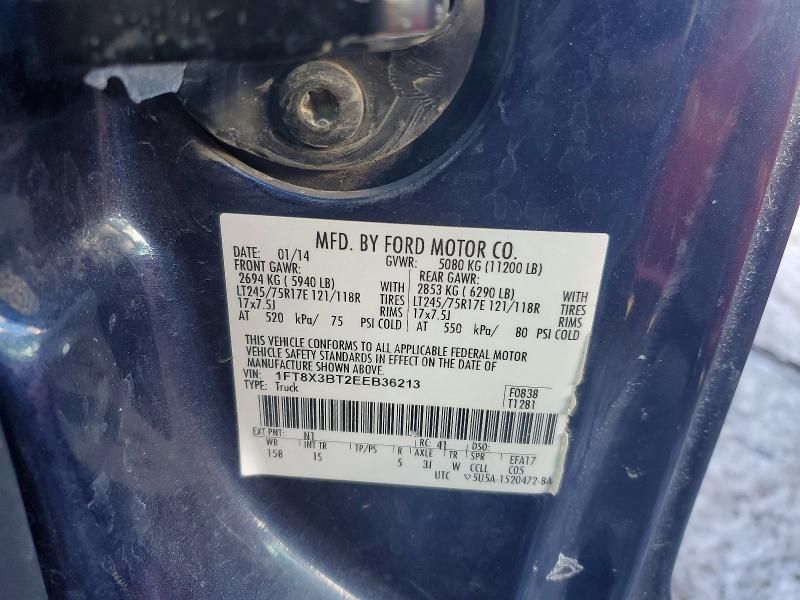 MFD. BY FORD MOTOR CO.
DATE: 01/14 GVWR: 5080 KG (11200 LB)
FRONT GAWR: REAR GAWR:
2694 KG ( 5940 LB) WITH 2853 KG ( 6290 LB) WITH
LT245/75R17E 121/118R TIRES LT245/75R17E 121/118R TIRES
17x7.5J RIMS 17x7.5J RIMS
AT 520 kPa/ 75 PSI COLD AT 550 kPa/ 80 PSI COLD
THIS VEHICLE CONFORMS TO ALL APPLICABLE FEDERAL MOTOR
VEHICLE SAFETY STANDARDS IN EFFECT ON THE DATE OF
MANUFACTURE SHOWN ABOVE.
VIN: 1FT8X3BT2EEB36213 F0838
TYPE: Truck T1281
EXT PNT: N1 RC: 41 DSO:
WB INT TR TP/PS R AXLE TR SPR EFA17
158 15 5 3J W CCLL C05
UTC ▽5U5A-1520472-BA